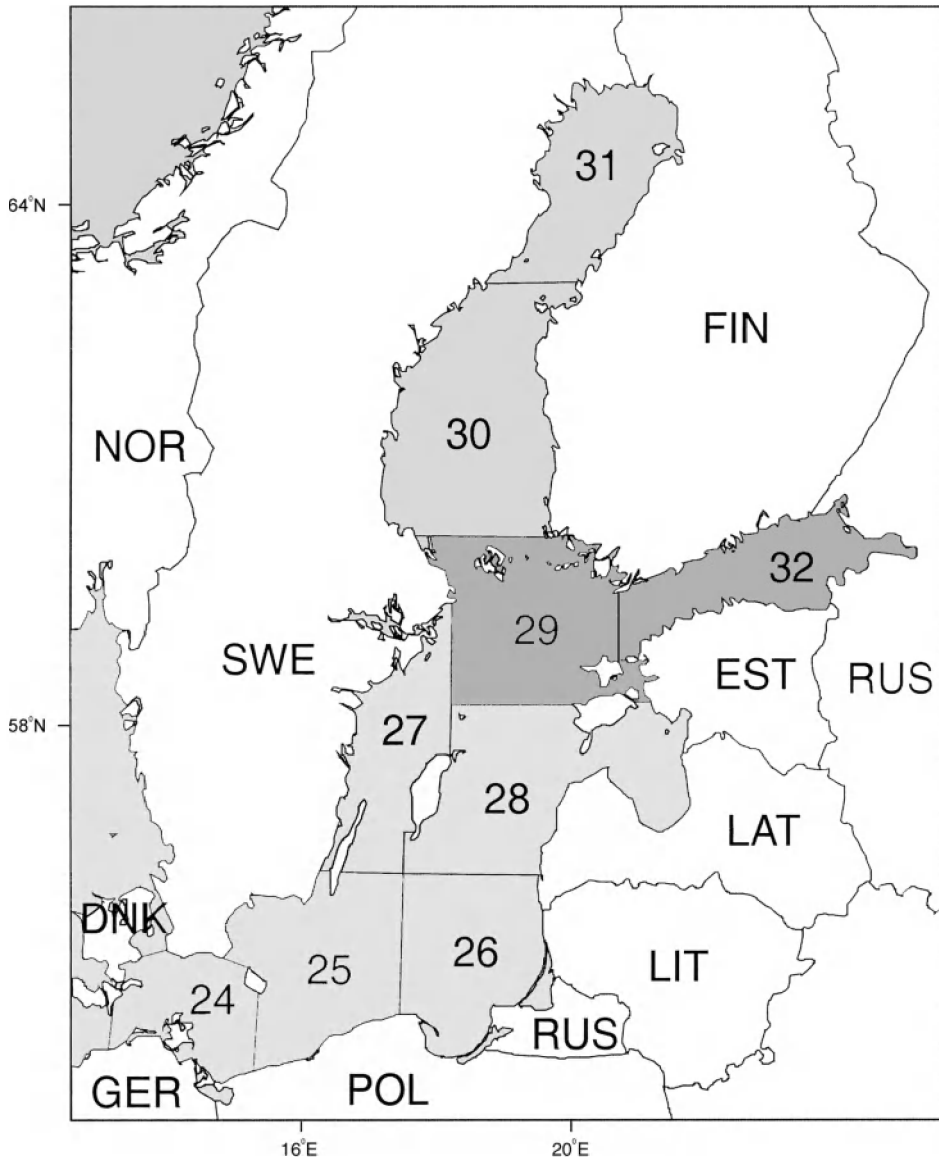 31
64°N
FIN
30
NOR
32
29
SWE
EST
RUS
27
58°N
28
LAT
DNK
25
26
LIT
24
RUS
GER
POL
16°E
20°E